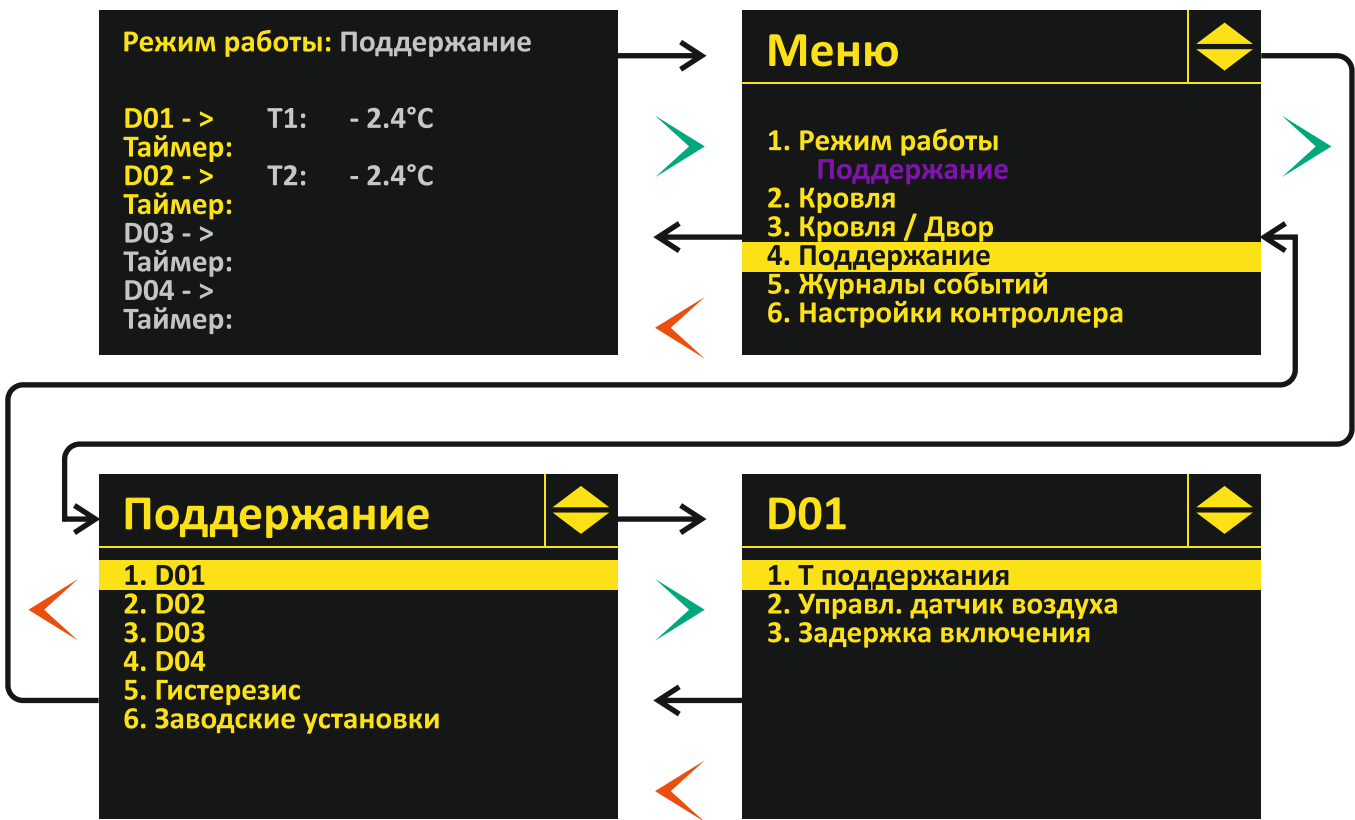 Режим работы: Поддержание
D01 - > T1: - 2.4°C
Таймер:
D02 - > T2: - 2.4°C
Таймер:
D03 - >
Таймер:
D04 - >
Таймер:
Меню
1. Режим работы
Поддержание
2. Кровля
3. Кровля / Двор
4. Поддержание
5. Журналы событий
6. Настройки контроллера
Поддержание
1. D01
2. D02
3. D03
4. D04
5. Гистерезис
6. Заводские установки
D01
1. Т поддержания
2. Управл. датчик воздуха
3. Задержка включения